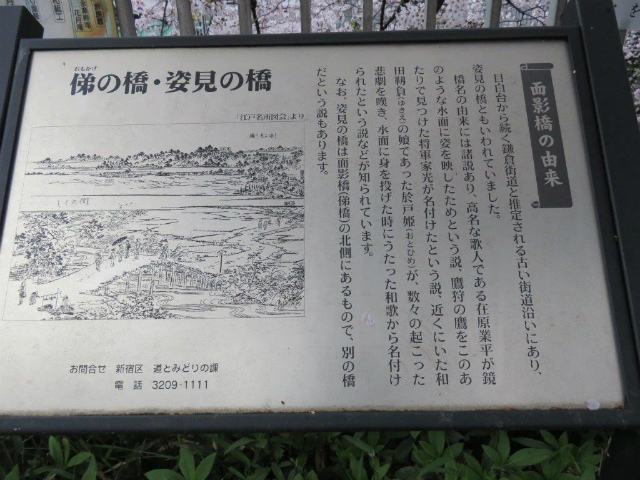 面影橋の由来
目白台から続く鎌倉街道と推定される古い街道沿いにあり、
姿見の橋ともいわれていました。
橋名の由来には諸説あり、高名な歌人である在原業平が鏡
のような水面に姿を映したためという説、鷹狩の鷹をこのあ
たりで見つけた将軍家光が名付けたという説、近くにいた和
田靭負(ゆきえ)の娘であった於戸姫(おとひめ)が、数々の起こった
悲劇を嘆き、水面に身を投げた時にうたった和歌から名付け
られたという説などが知られています。
なお、姿見の橋は面影橋(俤橋)の北側にあるもので、別の橋
だという説もあります。
おもかげ
俤の橋・姿見の橋
「江戸名所図会」より
お問合せ 新宿区 道とみどりの課
電 話 3209-1111